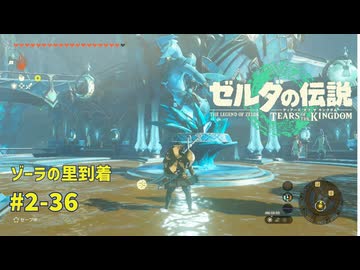 ゼルダの伝説
THE LEGEND OF ZELDA
TEARS OF THE KINGDOM
ゾーラの里到着
#2-36